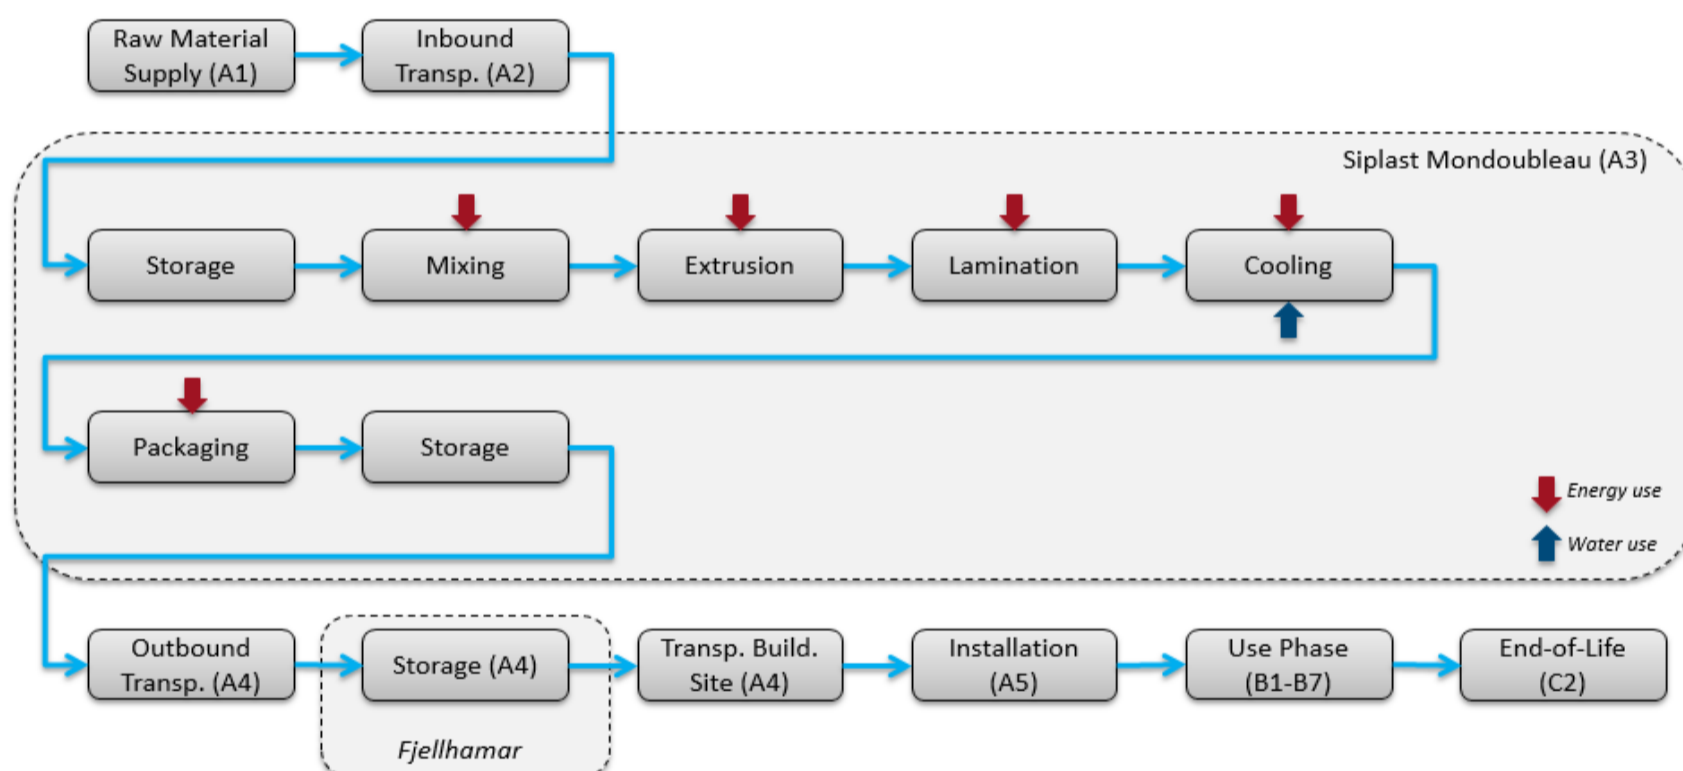 Raw Material
Supply (A1)
Inbound
Transp. (A2)
Siplast Mondoubleau (A3)
Storage
Mixing
Extrusion
Lamination
Cooling
Packaging
Storage
Energy use
Water use
Outbound
Transp. (A4)
Storage (A4)
Transp. Build.
Site (A4)
Installation
(A5)
Use Phase
(B1-B7)
End-of-Life
(C2)
Fjellhamar